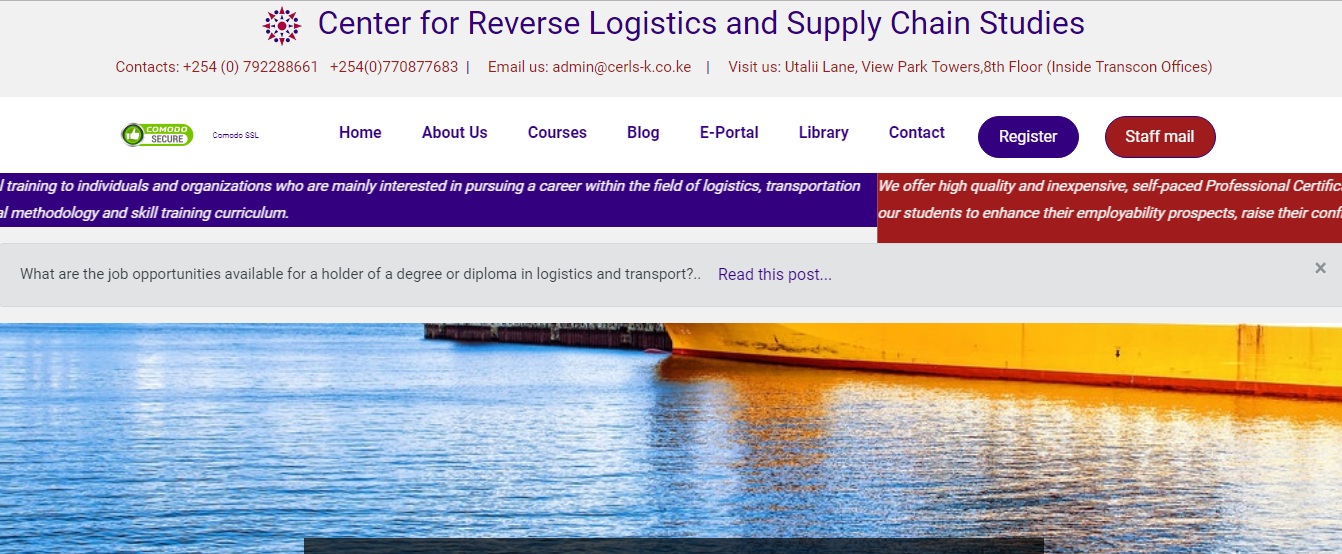 Center for Reverse Logistics and Supply Chain Studies
Contacts: +254 (0) 792288661 +254(0)770877683 | Email us: admin@cerls-k.co.ke | Visit us: Utalii Lane, View Park Towers,8th Floor (Inside Transcon Offices)
COMODO
SECURE
Comodo SSL
Home About Us Courses Blog E-Portal Library Contact Register Staff mail
training to individuals and organizations who are mainly interested in pursuing a career within the field of logistics, transportation
methodology and skill training curriculum.
We offer high quality and inexpensive, self-paced Professional
our students to enhance their employability prospects, raise their
What are the job opportunities available for a holder of a degree or diploma in logistics and transport?.. Read this post... ×